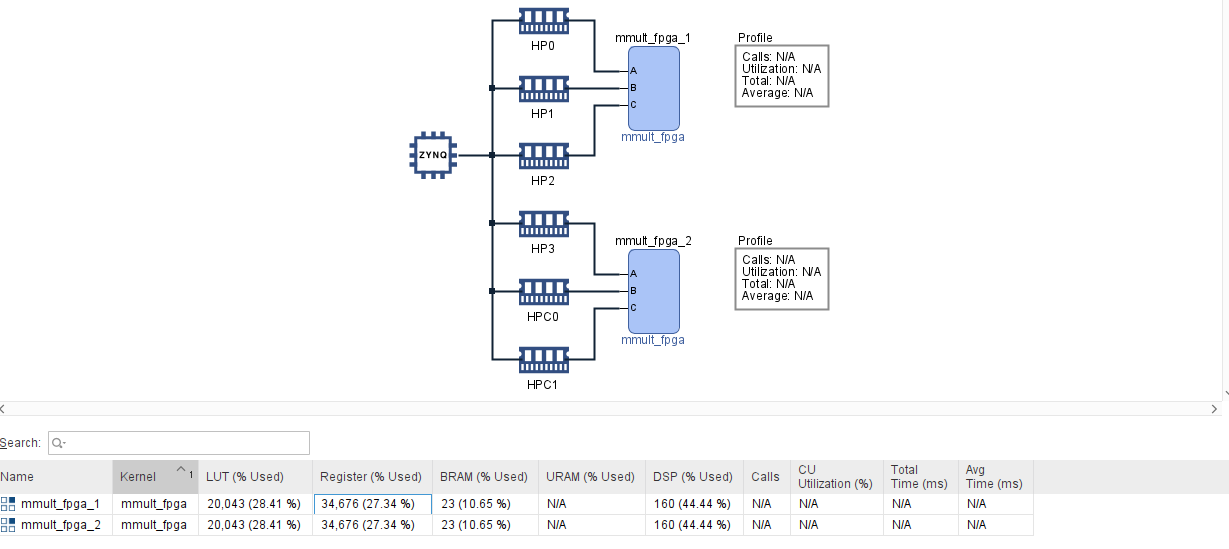 HP0
mmult_fpga_1
Profile
Calls: N/A
Utilization: N/A
Total: N/A
Average: N/A
A
B
C
HP1
mmult_fpga
ZYNQ
HP2
HP3
mmult_fpga_2
Profile
Calls: N/A
Utilization: N/A
Total: N/A
Average: N/A
A
B
C
HPC0
mmult_fpga
HPC1
Search:
Name Kernel 1 LUT (% Used) Register (% Used) BRAM (% Used) URAM (% Used) DSP (% Used) Calls CU Utilization (%) Total Time (ms) Avg Time (ms)
mmult_fpga_1 mmult_fpga 20,043 (28.41 %) 34,676 (27.34 %) 23 (10.65 %) N/A 160 (44.44 %) N/A N/A N/A N/A
mmult_fpga_2 mmult_fpga 20,043 (28.41 %) 34,676 (27.34 %) 23 (10.65 %) N/A 160 (44.44 %) N/A N/A N/A N/A